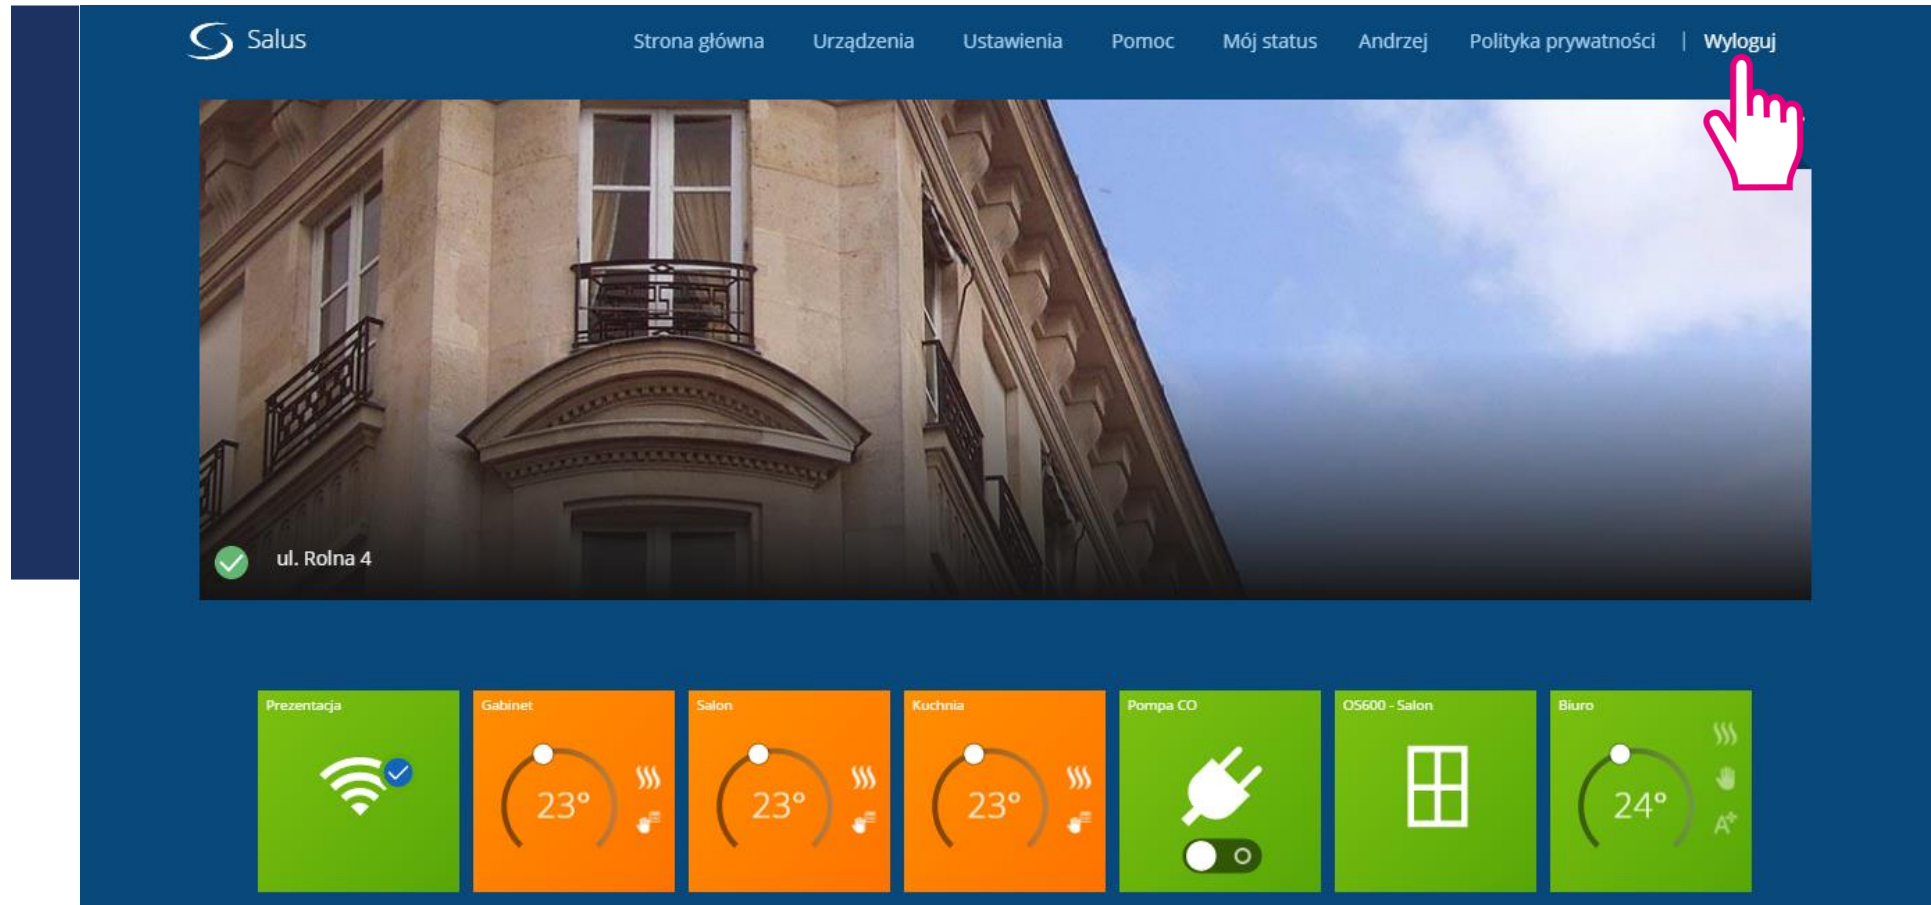 Salus
Strona główna Urządzenia Ustawienia Pomoc Mój status Andrzej Polityka prywatności | Wyloguj
ul. Rolna 4
Prezentacja
Gabinet
23°
Salon
23°
Kuchnia
23°
Pompa CO
OS600 - Salon
Biuro
24°
A+